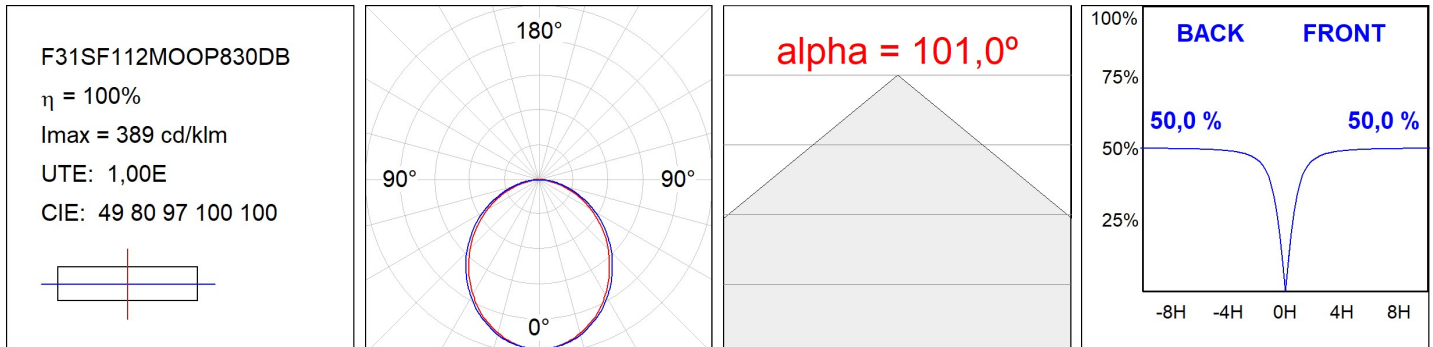 F31SF112MOOP830DB
η = 100%
Imax = 389 cd/klm
UTE: 1,00E
CIE: 49 80 97 100 100
180°
90° 90°
0°
alpha = 101,0º
100%
BACK FRONT
75%
50,0 % 50,0 %
50%
25%
-8H -4H 0H 4H 8H